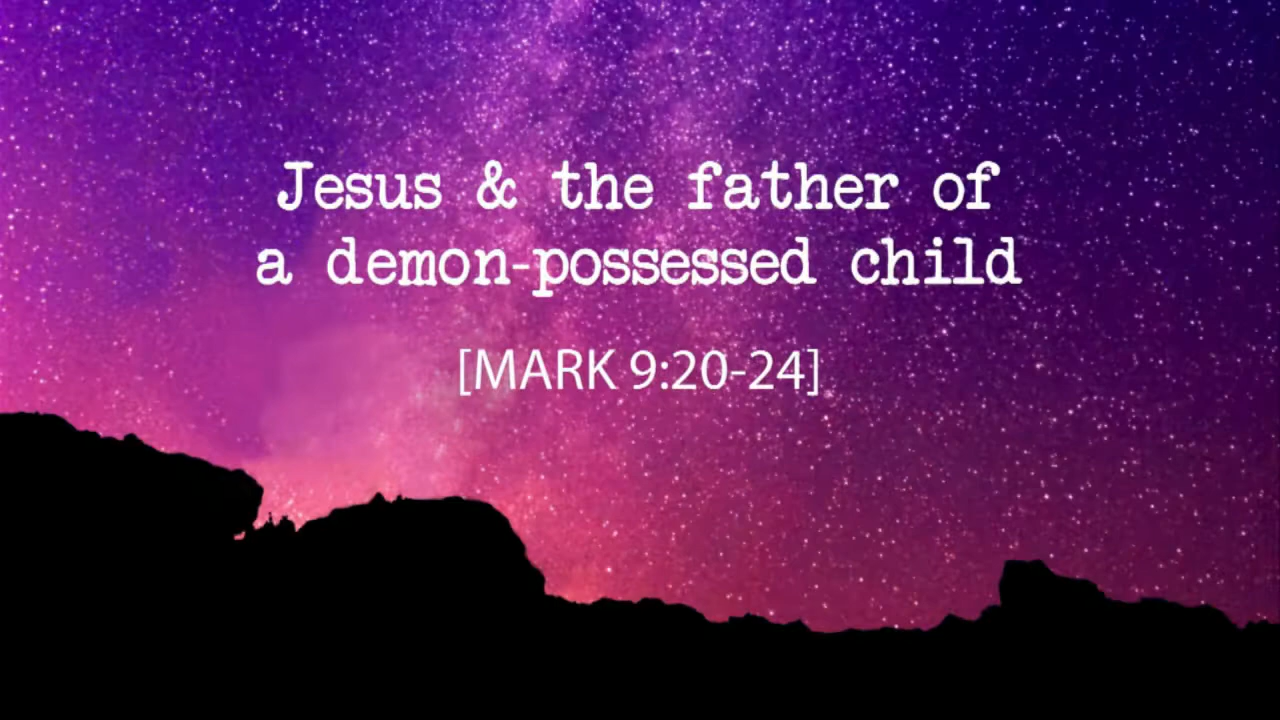 Jesus & the father of
a demon-possessed child
[MARK 9:20-24]